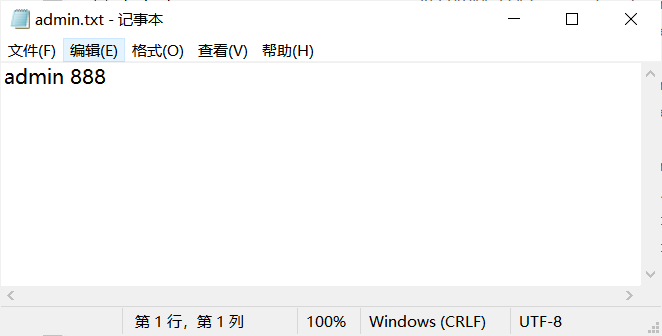 admin.txt - 记事本
文件(F) 编辑(E) 格式(O) 查看(V) 帮助(H)
admin 888
第 1 行，第 1 列 100% Windows (CRLF) UTF-8